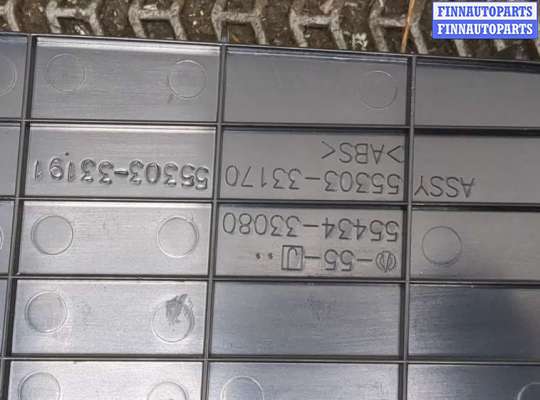 FINNAUTOPARTS
FINNAUTOPARTS
ASSY 55303-33170
>ABS<
55303-33191
55434-33080
-55-J